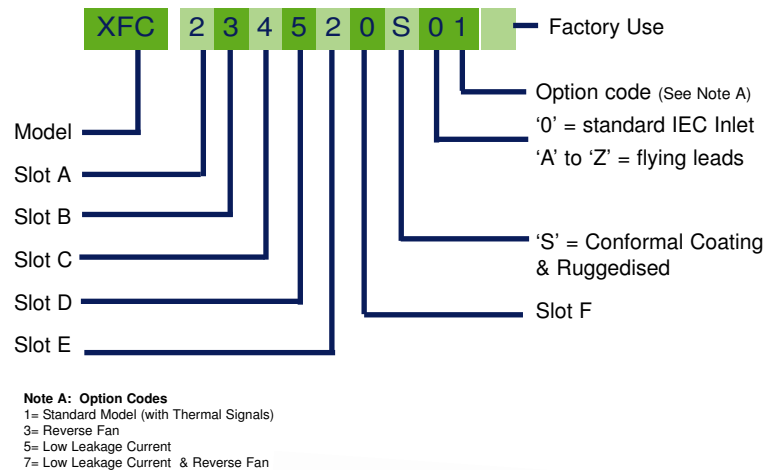 XFC 2 3 4 5 2 0 S 0 1
Factory Use
Option code (See Note A)
‘0’ = standard IEC Inlet
‘A’ to ‘Z’ = flying leads
Model
Slot A
Slot B
Slot C
Slot D
Slot E
‘S’ = Conformal Coating
& Ruggedised
Slot F
Note A: Option Codes
1= Standard Model (with Thermal Signals)
3= Reverse Fan
5= Low Leakage Current
7= Low Leakage Current & Reverse Fan